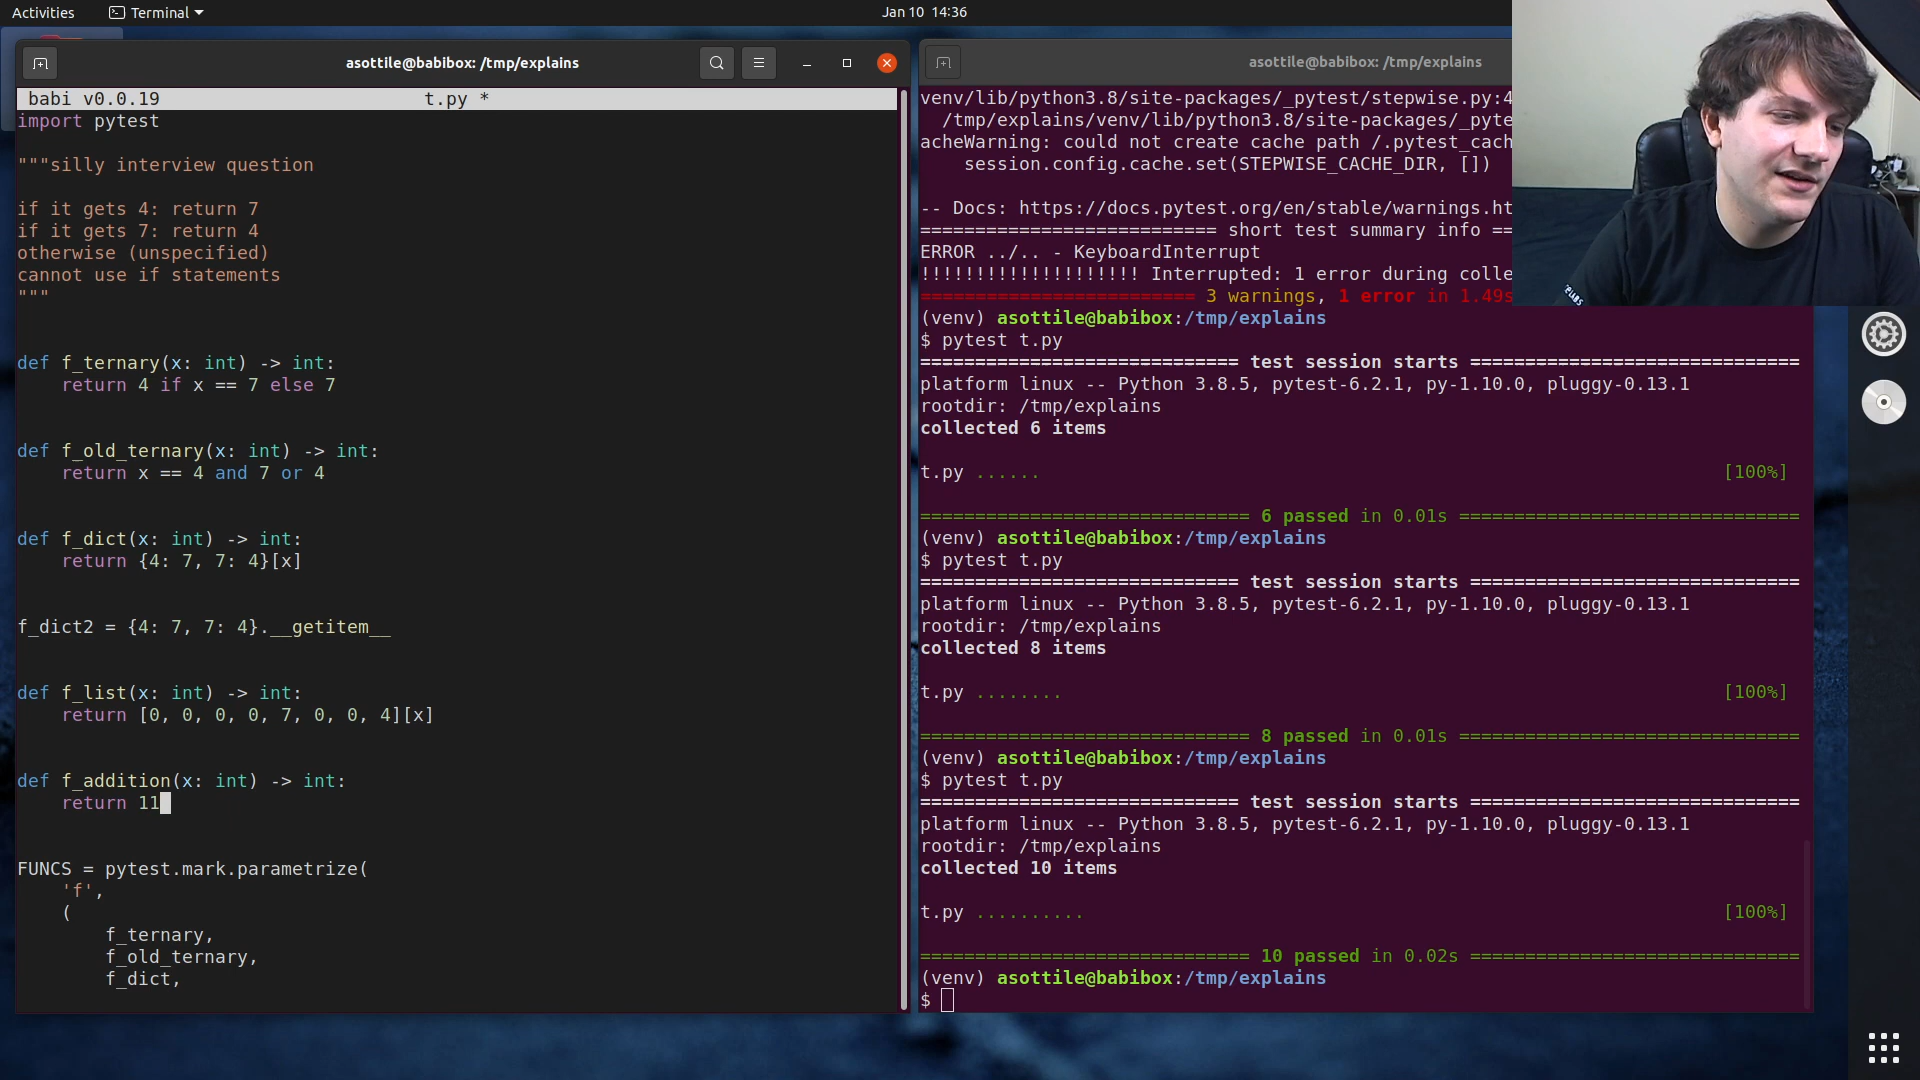 Activities
Terminal
Jan 10 14:36
asottile@babibox: /tmp/explains
babi v0.0.19 t.py *
import pytest
"""silly interview question
if it gets 4: return 7
if it gets 7: return 4
otherwise (unspecified)
cannot use if statements
"""
def f_ternary(x: int) -> int:
    return 4 if x == 7 else 7
def f_old_ternary(x: int) -> int:
    return x == 4 and 7 or 4
def f_dict(x: int) -> int:
    return {4: 7, 7: 4}[x]
f_dict2 = {4: 7, 7: 4}.__getitem__
def f_list(x: int) -> int:
    return [0, 0, 0, 0, 7, 0, 0, 4][x]
def f_addition(x: int) -> int:
    return 11
FUNCS = pytest.mark.parametrize(
    'f',
    (
        f_ternary,
        f_old_ternary,
        f_dict,
asottile@babibox: /tmp/explains
venv/lib/python3.8/site-packages/_pytest/stepwise.py:4
  /tmp/explains/venv/lib/python3.8/site-packages/_pyte
acheWarning: could not create cache path /.pytest_cach
    session.config.cache.set(STEPWISE_CACHE_DIR, [])
-- Docs: https://docs.pytest.org/en/stable/warnings.ht
=========================== short test summary info ==
ERROR ../.. - KeyboardInterrupt
!!!!!!!!!!!!!!!!!!!! Interrupted: 1 error during colle
========================= 3 warnings, 1 error in 1.49s
(venv) asottile@babibox:/tmp/explains
$ pytest t.py
============================= test session starts ==============================
platform linux -- Python 3.8.5, pytest-6.2.1, py-1.10.0, pluggy-0.13.1
rootdir: /tmp/explains
collected 6 items
t.py ...... [100%]
============================== 6 passed in 0.01s ===============================
(venv) asottile@babibox:/tmp/explains
$ pytest t.py
============================= test session starts ==============================
platform linux -- Python 3.8.5, pytest-6.2.1, py-1.10.0, pluggy-0.13.1
rootdir: /tmp/explains
collected 8 items
t.py ........ [100%]
============================== 8 passed in 0.01s ===============================
(venv) asottile@babibox:/tmp/explains
$ pytest t.py
============================= test session starts ==============================
platform linux -- Python 3.8.5, pytest-6.2.1, py-1.10.0, pluggy-0.13.1
rootdir: /tmp/explains
collected 10 items
t.py .......... [100%]
============================== 10 passed in 0.02s ==============================
(venv) asottile@babibox:/tmp/explains
$